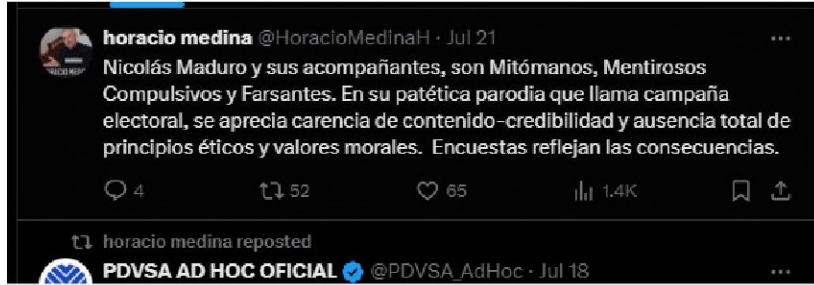 horacio medina @HoracioMedinaH · Jul 21
Nicolás Maduro y sus acompañantes, son Mitómanos, Mentirosos
Compulsivos y Farsantes. En su patética parodia que llama campaña
electoral, se aprecia carencia de contenido-credibilidad y ausencia total de
principios éticos y valores morales. Encuestas reflejan las consecuencias.
4 52 65 1.4K
horacio medina reposted
PDVSA AD HOC OFICIAL @PDVSA_AdHoc · Jul 18